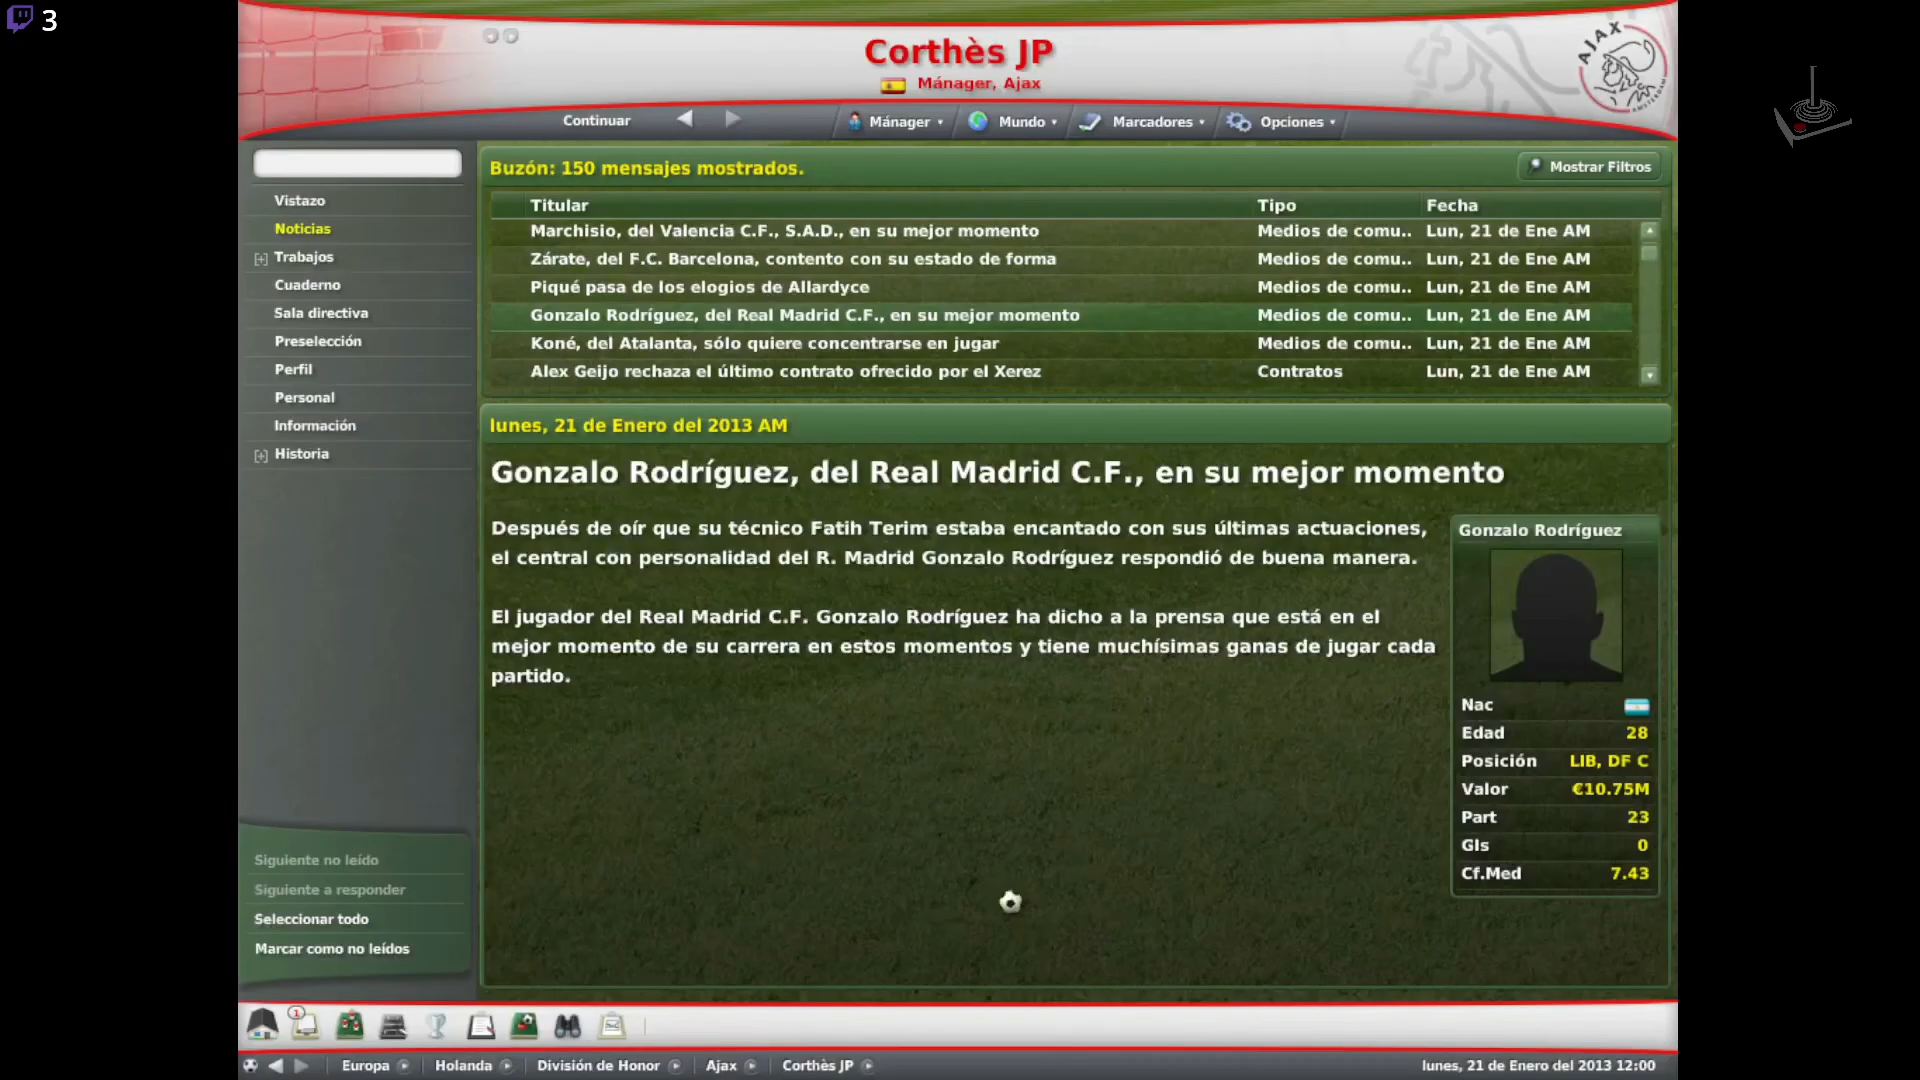 3
Corthès JP
Mánager, Ajax
AJAX
AMSTERDAM
Continuar
Mánager
Mundo
Marcadores
Opciones
Vistazo
Noticias
[+] Trabajos
Cuaderno
Sala directiva
Preselección
Perfil
Personal
Información
[+] Historia
Siguiente no leído
Siguiente a responder
Seleccionar todo
Marcar como no leídos
Buzón: 150 mensajes mostrados.
Mostrar Filtros
Titular Tipo Fecha
Marchisio, del Valencia C.F., S.A.D., en su mejor momento Medios de comu.. Lun, 21 de Ene AM
Zárate, del F.C. Barcelona, contento con su estado de forma Medios de comu.. Lun, 21 de Ene AM
Piqué pasa de los elogios de Allardyce Medios de comu.. Lun, 21 de Ene AM
Gonzalo Rodríguez, del Real Madrid C.F., en su mejor momento Medios de comu.. Lun, 21 de Ene AM
Koné, del Atalanta, sólo quiere concentrarse en jugar Medios de comu.. Lun, 21 de Ene AM
Alex Geijo rechaza el último contrato ofrecido por el Xerez Contratos Lun, 21 de Ene AM
lunes, 21 de Enero del 2013 AM
Gonzalo Rodríguez, del Real Madrid C.F., en su mejor momento
Después de oír que su técnico Fatih Terim estaba encantado con sus últimas actuaciones,
el central con personalidad del R. Madrid Gonzalo Rodríguez respondió de buena manera.
El jugador del Real Madrid C.F. Gonzalo Rodríguez ha dicho a la prensa que está en el
mejor momento de su carrera en estos momentos y tiene muchísimas ganas de jugar cada
partido.
Gonzalo Rodríguez
Nac
Edad 28
Posición LIB, DF C
Valor €10.75M
Part 23
Gls 0
Cf.Med 7.43
1
Europa
Holanda
División de Honor
Ajax
Corthès JP
lunes, 21 de Enero del 2013 12:00